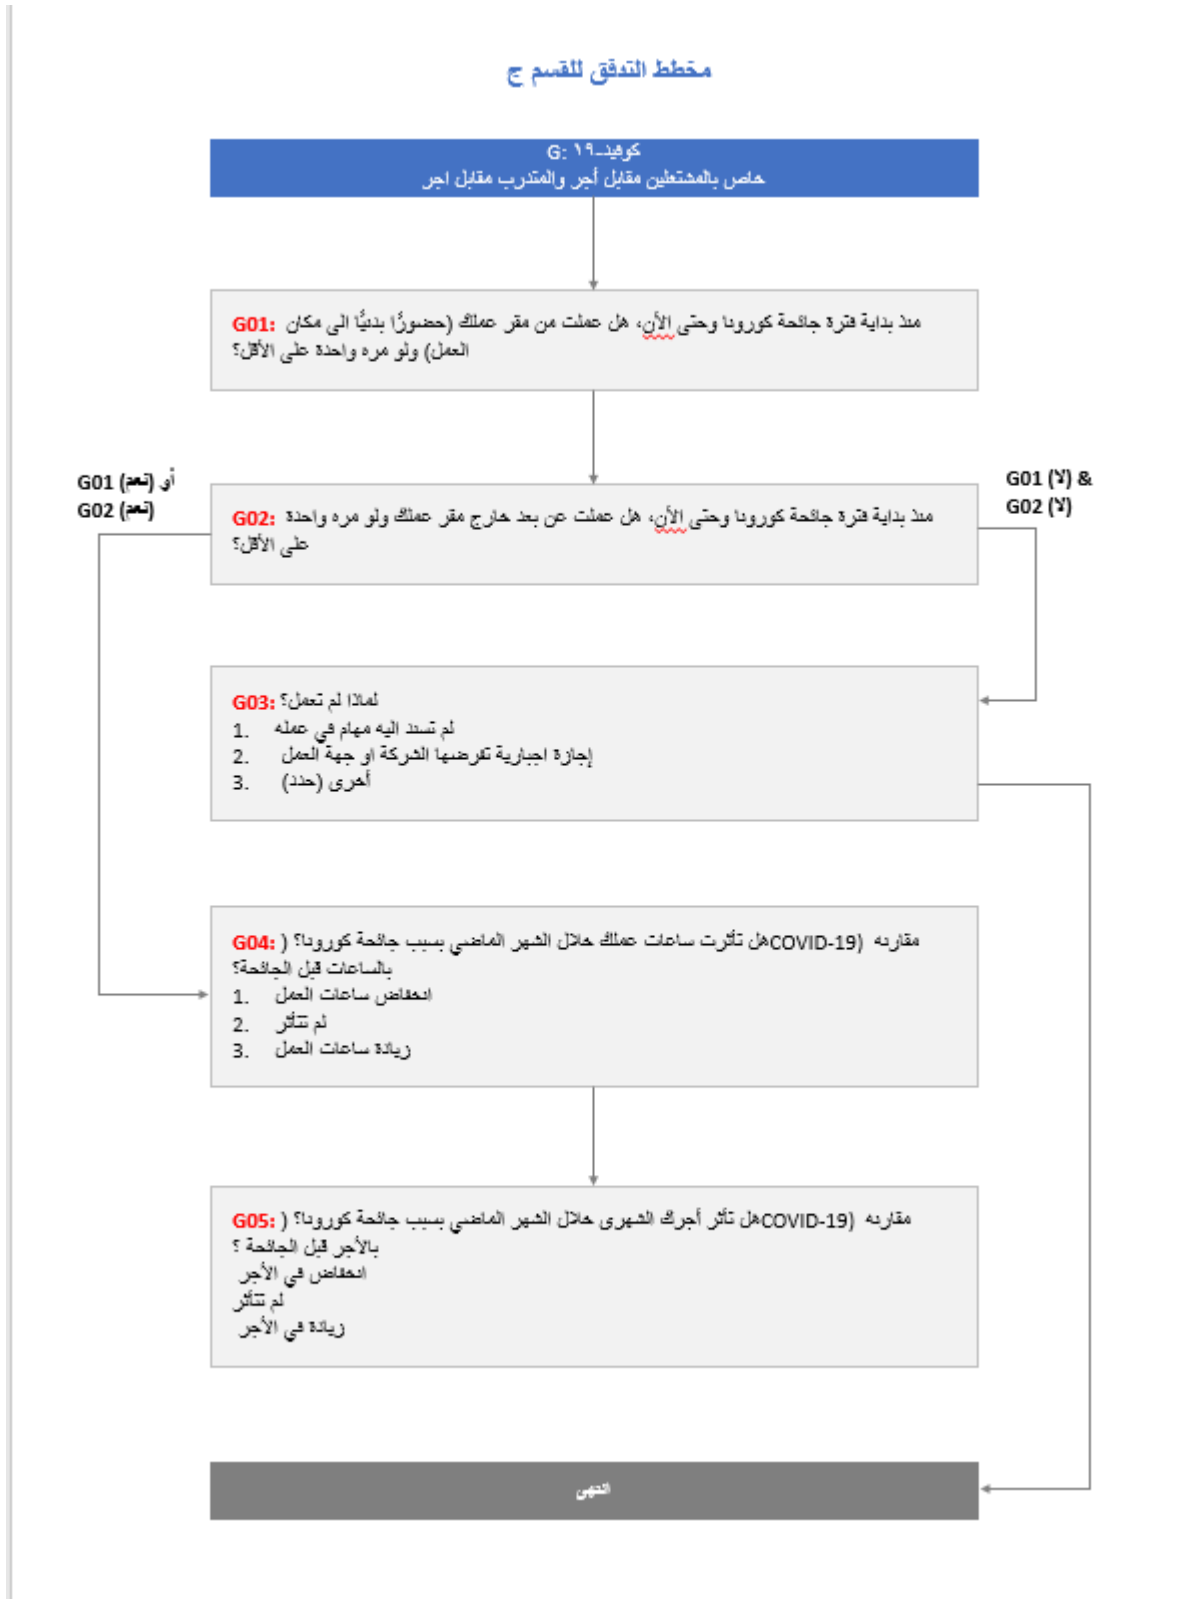 مخطط التدفق للقسم ج
كوفيد-١٩ :G
خاص بالمشتغلين مقابل أجر والمتدرب مقابل اجر
G01: منذ بداية فترة جائحة كورونا وحتى الأن، هل عملت من مقر عملك (حضورًا بدنيًا الى مكان
العمل) ولو مره واحدة على الأقل؟
G01 (نعم) أو
G02 (نعم)
G01 (لا) &
G02 (لا)
G02: منذ بداية فترة جائحة كورونا وحتى الأن، هل عملت عن بعد خارج مقر عملك ولو مره واحدة
على الأقل؟
G03: لماذا لم تعمل؟
1. لم تسند اليه مهام في عمله
2. إجازة اجبارية تفرضها الشركة او جهة العمل
3. أخرى (حدد)
G04: هل تأثرت ساعات عملك خلال الشهر الماضي بسبب جائحة كورونا؟ (COVID-19) مقارنه
بالساعات قبل الجائحة؟
1. انخفاض ساعات العمل
2. لم تتأثر
3. زيادة ساعات العمل
G05: هل تأثر أجرك الشهرى خلال الشهر الماضي بسبب جائحة كورونا؟ (COVID-19) مقارنه
بالأجر قبل الجائحة ؟
انخفاض في الأجر
لم تتأثر
زيادة في الأجر
انتهى